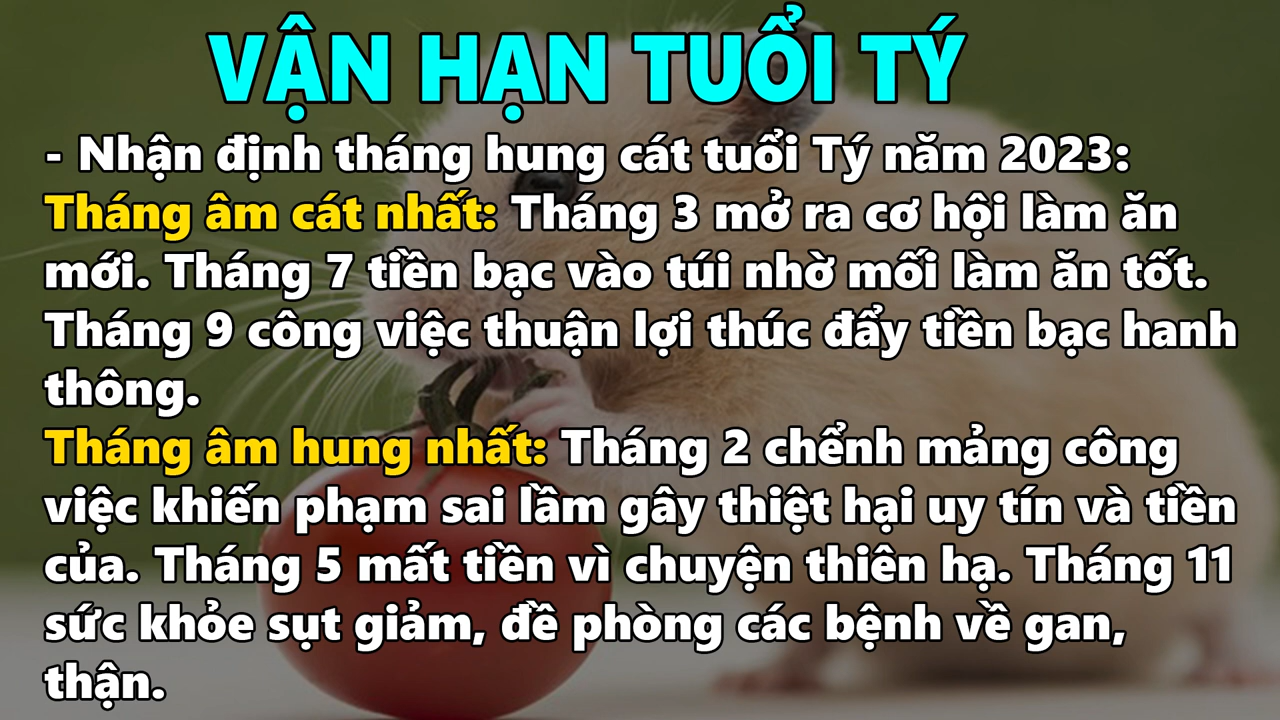 VẬN HẠN TUỔI TÝ
- Nhận định tháng hung cát tuổi Tý năm 2023:
Tháng âm cát nhất: Tháng 3 mở ra cơ hội làm ăn
mới. Tháng 7 tiền bạc vào túi nhờ mối làm ăn tốt.
Tháng 9 công việc thuận lợi thúc đẩy tiền bạc hanh
thông.
Tháng âm hung nhất: Tháng 2 chểnh mảng công
việc khiến phạm sai lầm gây thiệt hại uy tín và tiền
của. Tháng 5 mất tiền vì chuyện thiên hạ. Tháng 11
sức khỏe sụt giảm, đề phòng các bệnh về gan,
thận.